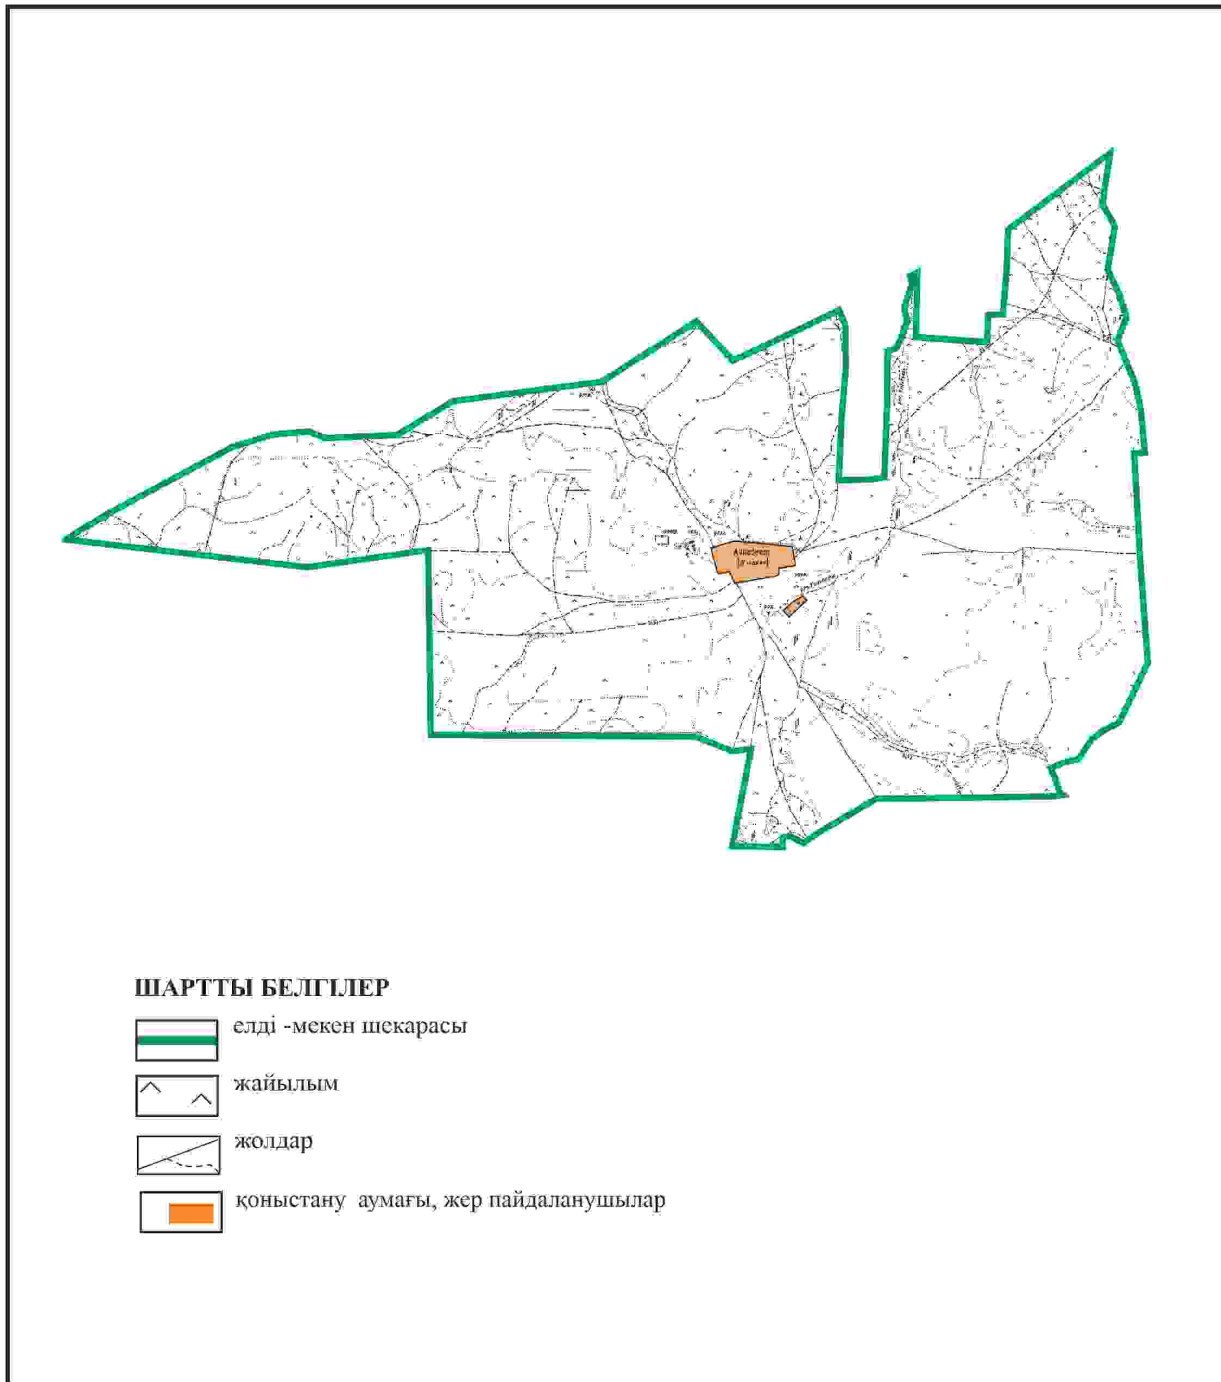 ШАРТТЫ БЕЛГІЛЕР
елді -мекен шекарасы
жайылым
жолдар
қоныстану аумағы, жер пайдаланушылар